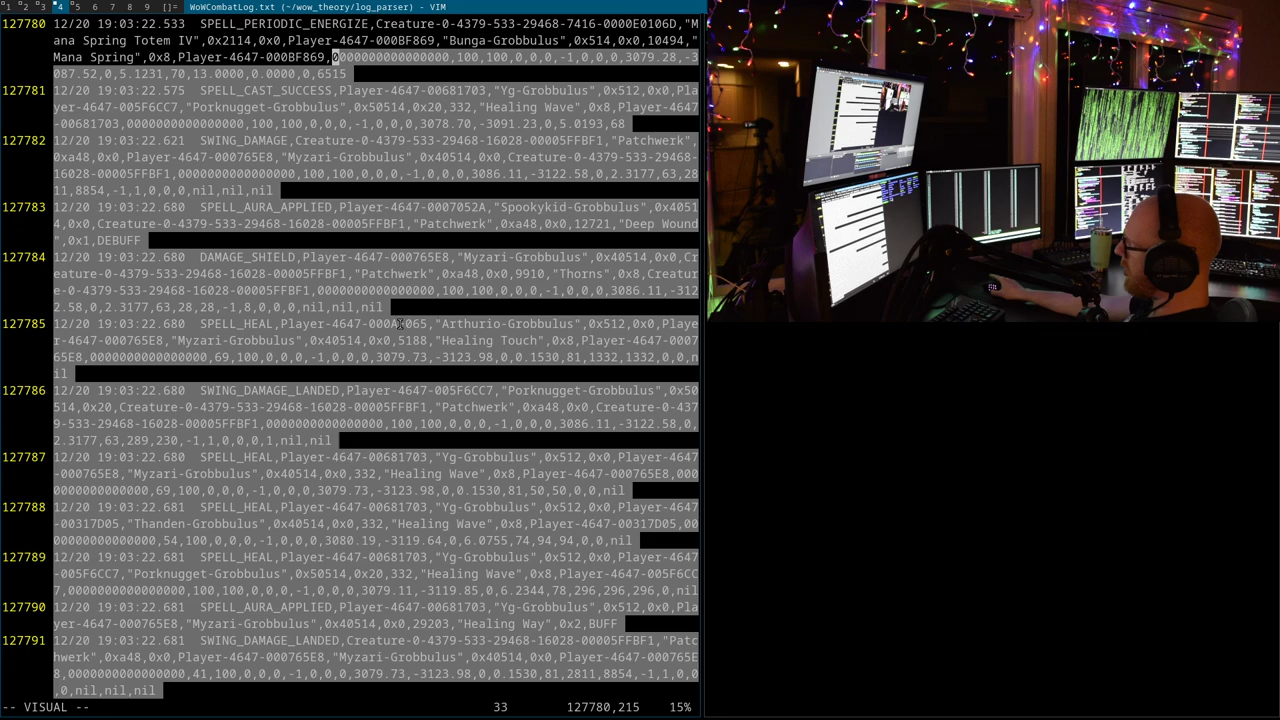 1 2 3 4 5 6 7 8 9 []= WoWCombatLog.txt (~/wow_theory/log_parser) - VIM
127780 12/20 19:03:22.533  SPELL_PERIODIC_ENERGIZE,Creature-0-4379-533-29468-7416-0000E0106D,"M
ana Spring Totem IV",0x2114,0x0,Player-4647-000BF869,"Bunga-Grobbulus",0x514,0x0,10494,"
Mana Spring",0x8,Player-4647-000BF869,0000000000000000,100,100,0,0,0,-1,0,0,0,3079.28,-3
087.52,0,5.1231,70,13.0000,0.0000,0,6515
127781 12/20 19:03:22.575  SPELL_CAST_SUCCESS,Player-4647-00681703,"Yg-Grobbulus",0x512,0x0,Pla
yer-4647-005F6CC7,"Porknugget-Grobbulus",0x50514,0x20,332,"Healing Wave",0x8,Player-4647
-00681703,0000000000000000,100,100,0,0,0,-1,0,0,0,3078.70,-3091.23,0,5.0193,68
127782 12/20 19:03:22.621  SWING_DAMAGE,Creature-0-4379-533-29468-16028-00005FFBF1,"Patchwerk",
0xa48,0x0,Player-4647-000765E8,"Myzari-Grobbulus",0x40514,0x0,Creature-0-4379-533-29468-
16028-00005FFBF1,0000000000000000,100,100,0,0,0,-1,0,0,0,3086.11,-3122.58,0,2.3177,63,28
11,8854,-1,1,0,0,0,nil,nil,nil
127783 12/20 19:03:22.680  SPELL_AURA_APPLIED,Player-4647-0007052A,"Spookykid-Grobbulus",0x4051
4,0x0,Creature-0-4379-533-29468-16028-00005FFBF1,"Patchwerk",0xa48,0x0,12721,"Deep Wound
",0x1,DEBUFF
127784 12/20 19:03:22.680  DAMAGE_SHIELD,Player-4647-000765E8,"Myzari-Grobbulus",0x40514,0x0,Cr
eature-0-4379-533-29468-16028-00005FFBF1,"Patchwerk",0xa48,0x0,9910,"Thorns",0x8,Creatur
e-0-4379-533-29468-16028-00005FFBF1,0000000000000000,100,100,0,0,0,-1,0,0,0,3086.11,-312
2.58,0,2.3177,63,28,28,-1,8,0,0,0,nil,nil,nil
127785 12/20 19:03:22.680  SPELL_HEAL,Player-4647-000A1065,"Arthurio-Grobbulus",0x512,0x0,Playe
r-4647-000765E8,"Myzari-Grobbulus",0x40514,0x0,5188,"Healing Touch",0x8,Player-4647-0007
65E8,0000000000000000,69,100,0,0,0,-1,0,0,0,3079.73,-3123.98,0,0.1530,81,1332,1332,0,0,n
il
127786 12/20 19:03:22.680  SWING_DAMAGE_LANDED,Player-4647-005F6CC7,"Porknugget-Grobbulus",0x50
514,0x20,Creature-0-4379-533-29468-16028-00005FFBF1,"Patchwerk",0xa48,0x0,Creature-0-437
9-533-29468-16028-00005FFBF1,0000000000000000,100,100,0,0,0,-1,0,0,0,3086.11,-3122.58,0,
2.3177,63,289,230,-1,1,0,0,0,1,nil,nil
127787 12/20 19:03:22.680  SPELL_HEAL,Player-4647-00681703,"Yg-Grobbulus",0x512,0x0,Player-4647
-000765E8,"Myzari-Grobbulus",0x40514,0x0,332,"Healing Wave",0x8,Player-4647-000765E8,000
0000000000000,69,100,0,0,0,-1,0,0,0,3079.73,-3123.98,0,0.1530,81,50,50,0,0,nil
127788 12/20 19:03:22.681  SPELL_HEAL,Player-4647-00681703,"Yg-Grobbulus",0x512,0x0,Player-4647
-00317D05,"Thanden-Grobbulus",0x40514,0x0,332,"Healing Wave",0x8,Player-4647-00317D05,00
00000000000000,54,100,0,0,0,-1,0,0,0,3080.19,-3119.64,0,6.0755,74,94,94,0,0,nil
127789 12/20 19:03:22.681  SPELL_HEAL,Player-4647-00681703,"Yg-Grobbulus",0x512,0x0,Player-4647
-005F6CC7,"Porknugget-Grobbulus",0x50514,0x20,332,"Healing Wave",0x8,Player-4647-005F6CC
7,0000000000000000,100,100,0,0,0,-1,0,0,0,3079.11,-3119.85,0,6.2344,78,296,296,296,0,nil
127790 12/20 19:03:22.681  SPELL_AURA_APPLIED,Player-4647-00681703,"Yg-Grobbulus",0x512,0x0,Pla
yer-4647-000765E8,"Myzari-Grobbulus",0x40514,0x0,29203,"Healing Way",0x2,BUFF
127791 12/20 19:03:22.681  SWING_DAMAGE_LANDED,Creature-0-4379-533-29468-16028-00005FFBF1,"Patc
hwerk",0xa48,0x0,Player-4647-000765E8,"Myzari-Grobbulus",0x40514,0x0,Player-4647-000765E
8,0000000000000000,41,100,0,0,0,-1,0,0,0,3079.73,-3123.98,0,0.1530,81,2811,8854,-1,1,0,0
,0,nil,nil,nil
-- VISUAL -- 33 127780,215 15%